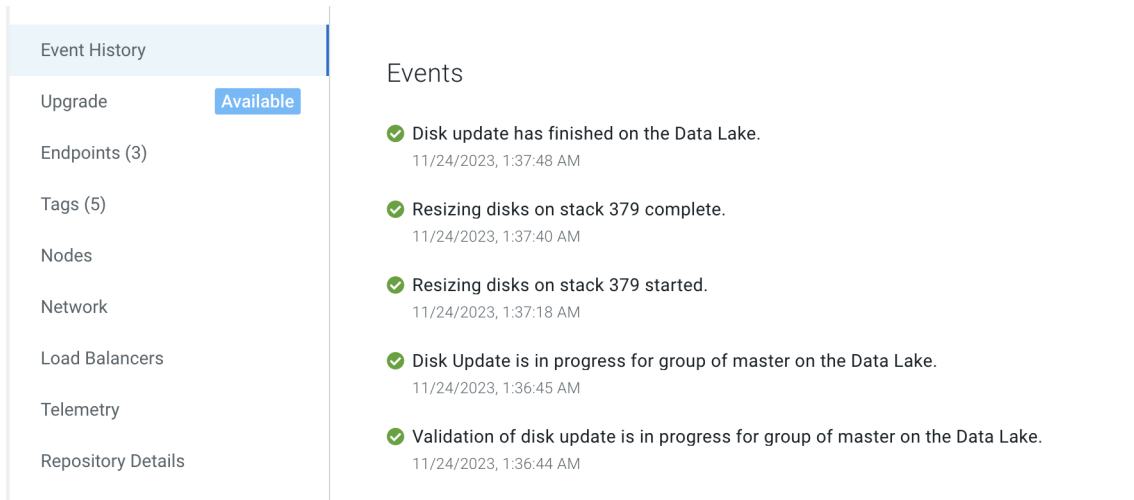 Event History
Upgrade
Available
Endpoints (3)
Tags (5)
Nodes
Network
Load Balancers
Telemetry
Repository Details
Events
Disk update has finished on the Data Lake.
11/24/2023, 1:37:48 AM
Resizing disks on stack 379 complete.
11/24/2023, 1:37:40 AM
Resizing disks on stack 379 started.
11/24/2023, 1:37:18 AM
Disk Update is in progress for group of master on the Data Lake.
11/24/2023, 1:36:45 AM
Validation of disk update is in progress for group of master on the Data Lake.
11/24/2023, 1:36:44 AM